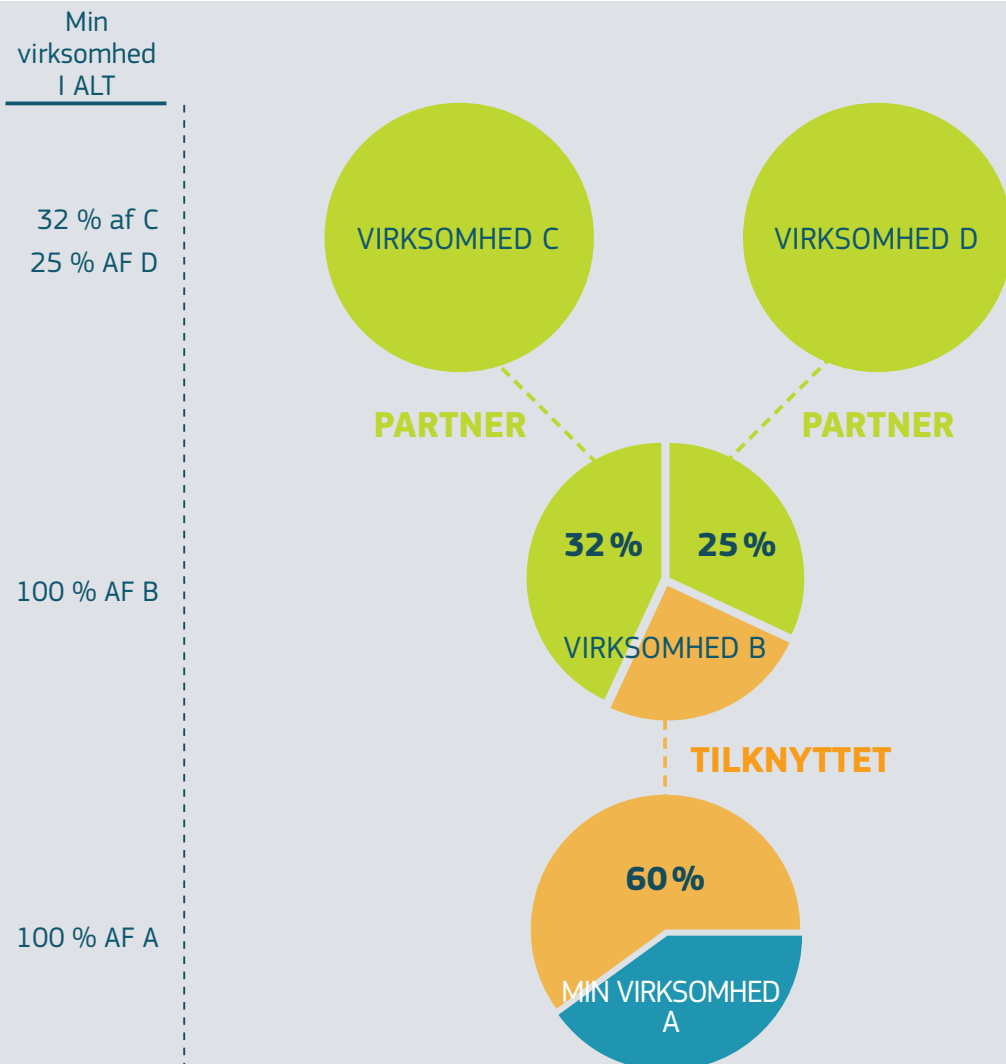 Min
virksomhed
I ALT
32 % af C
25 % AF D
VIRKSOMHED C
VIRKSOMHED D
PARTNER
PARTNER
32 %
25 %
100 % AF B
VIRKSOMHED B
TILKNYTTET
60 %
100 % AF A
MIN VIRKSOMHED
A